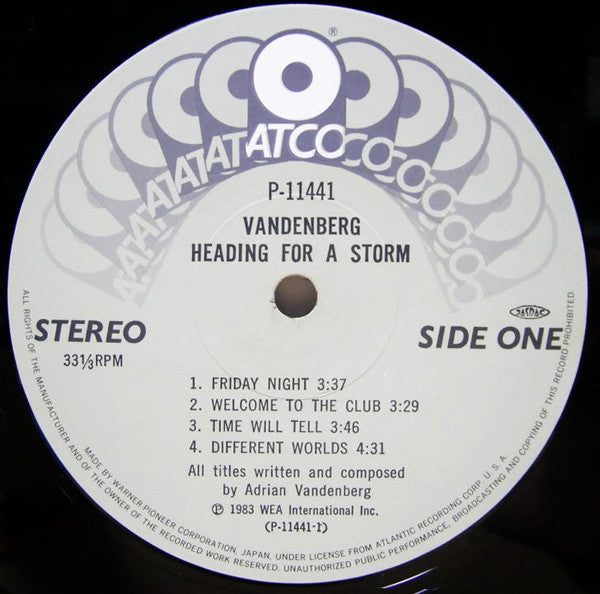 ®
ATCO
P-11441
VANDENBERG
HEADING FOR A STORM
STEREO
33⅓RPM
JASRAC
SIDE ONE
1. FRIDAY NIGHT 3:37
2. WELCOME TO THE CLUB 3:29
3. TIME WILL TELL 3:46
4. DIFFERENT WORLDS 4:31
All titles written and composed
by Adrian Vandenberg
℗ 1983 WEA International Inc.
(P-11441-1)
MADE BY WARNER-PIONEER CORPORATION, JAPAN, UNDER LICENSE FROM ATLANTIC RECORDING CORP. U.S.A.
ALL RIGHTS OF THE MANUFACTURER AND OF THE OWNER OF THE RECORDED WORK RESERVED. UNAUTHORIZED PUBLIC PERFORMANCE, BROADCASTING AND COPYING OF THIS RECORD PROHIBITED.